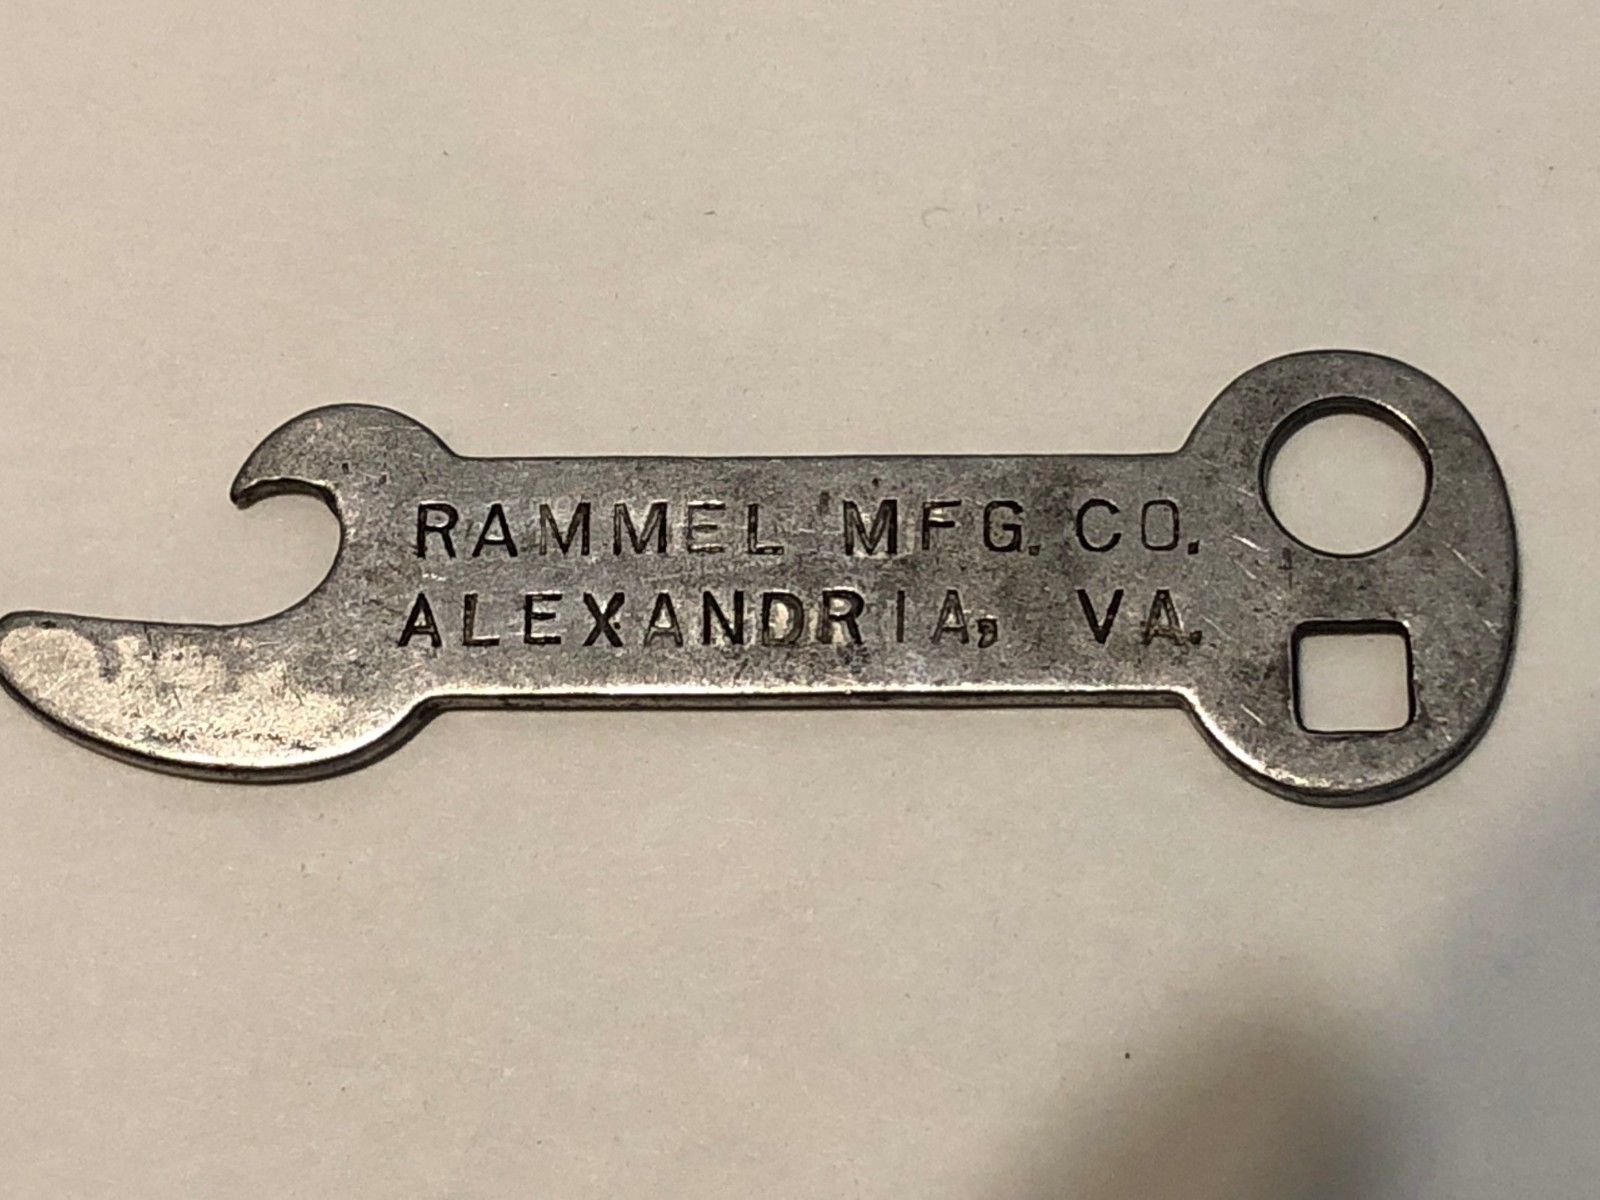 RAMMEL MFG. CO.
ALEXANDRIA, VA.